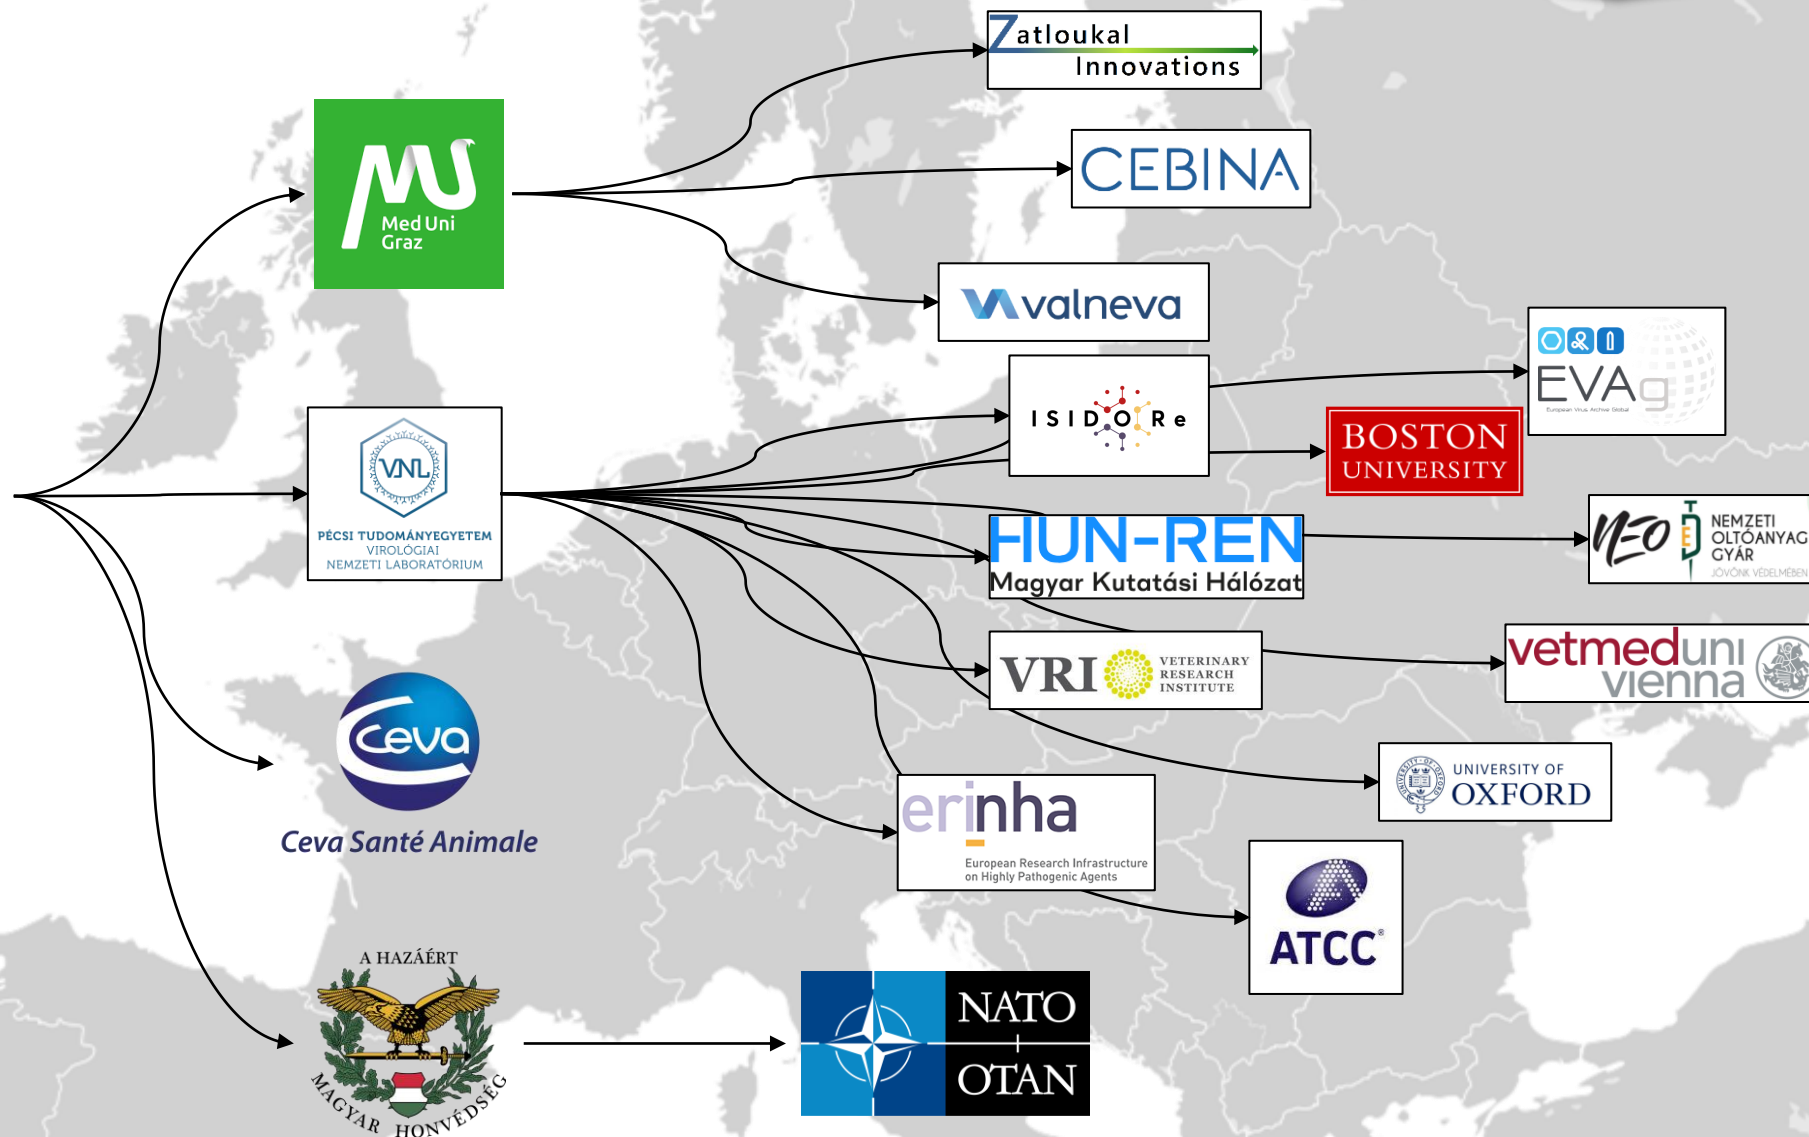 Zatloukal
Innovations
CEBINA
Med Uni
Graz
valneva
EVAg
European Virus Archive Global
ISIDORe
BOSTON
UNIVERSITY
VNL
PÉCSI TUDOMÁNYEGYETEM
VIROLÓGIAI
NEMZETI LABORATÓRIUM
HUN-REN
Magyar Kutatási Hálózat
NEO
TED
NEMZETI
OLTÓANYAG
GYÁR
JÖVŐNK VÉDELMÉBEN
VRI
VETERINARY
RESEARCH
INSTITUTE
vetmeduni
vienna
Ceva
Ceva Santé Animale
UNIVERSITY OF
OXFORD
erinha
European Research Infrastructure
on Highly Pathogenic Agents
ATCC®
A HAZÁÉRT
MAGYAR HONVÉDSÉG
NATO
OTAN